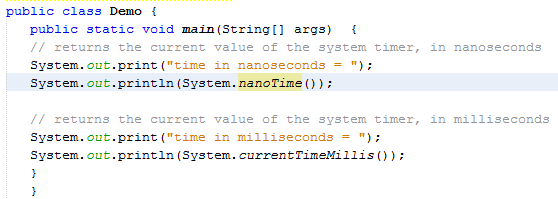 public class Demo {
public static void main(String[] args)  {
// returns the current value of the system timer, in nanoseconds
System.out.print("time in nanoseconds = ");
System.out.println(System.nanoTime());
// returns the current value of the system timer, in milliseconds
System.out.print("time in milliseconds = ");
System.out.println(System.currentTimeMillis());
}
}